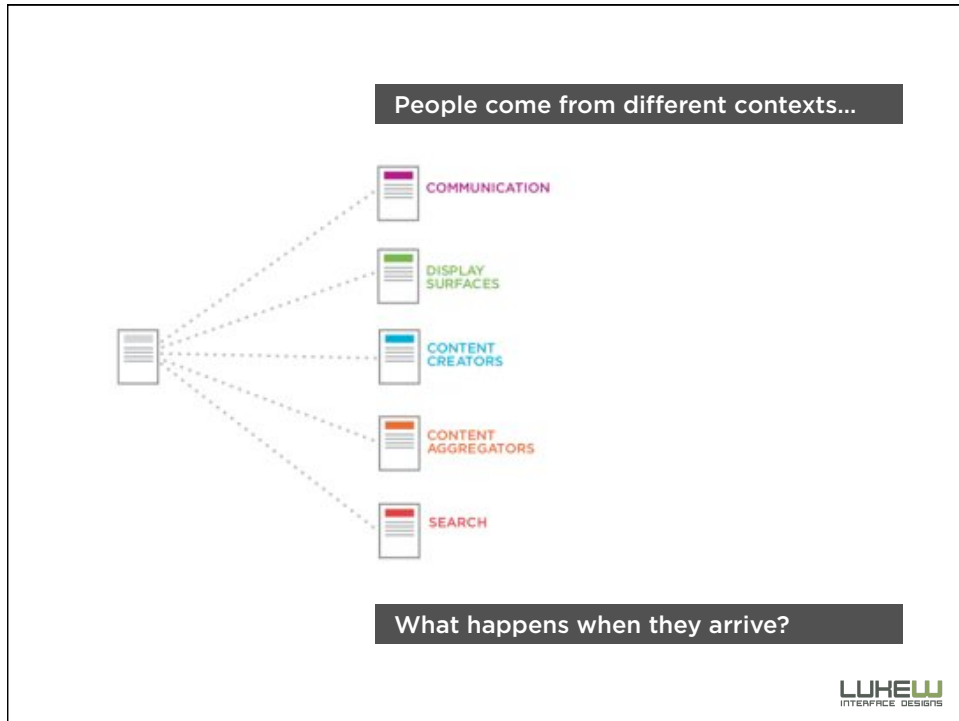 People come from different contexts...
COMMUNICATION
DISPLAY
SURFACES
CONTENT
CREATORS
CONTENT
AGGREGATORS
SEARCH
What happens when they arrive?
LUKEW
INTERFACE DESIGNS